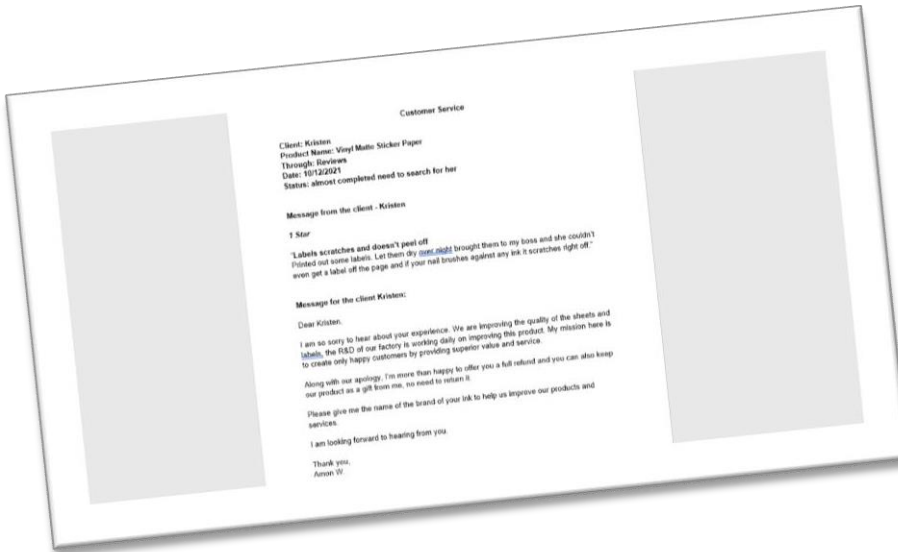 Customer Service
Client: Kristen
Product Name: Vinyl Matte Sticker Paper
Through: Reviews
Date: 10/12/2021
Status: almost completed need to search for her
Message from the client - Kristen
1 Star
"Labels scratches and doesn't peel off
Printed out some labels. Let them dry over night brought them to my boss and she couldn't
even get a label off the page and if your nail brushes against any ink it scratches right off."
Message for the client Kristen:
Dear Kristen,
I am so sorry to hear about your experience. We are improving the quality of the sheets and
labels, the R&D of our factory is working daily on improving this product. My mission here is
to create only happy customers by providing superior value and service.
Along with our apology, I'm more than happy to offer you a full refund and you can also keep
our product as a gift from me, no need to return it.
Please give me the name of the brand of your ink to help us improve our products and
services.
I am looking forward to hearing from you.
Thank you,
Amon W.